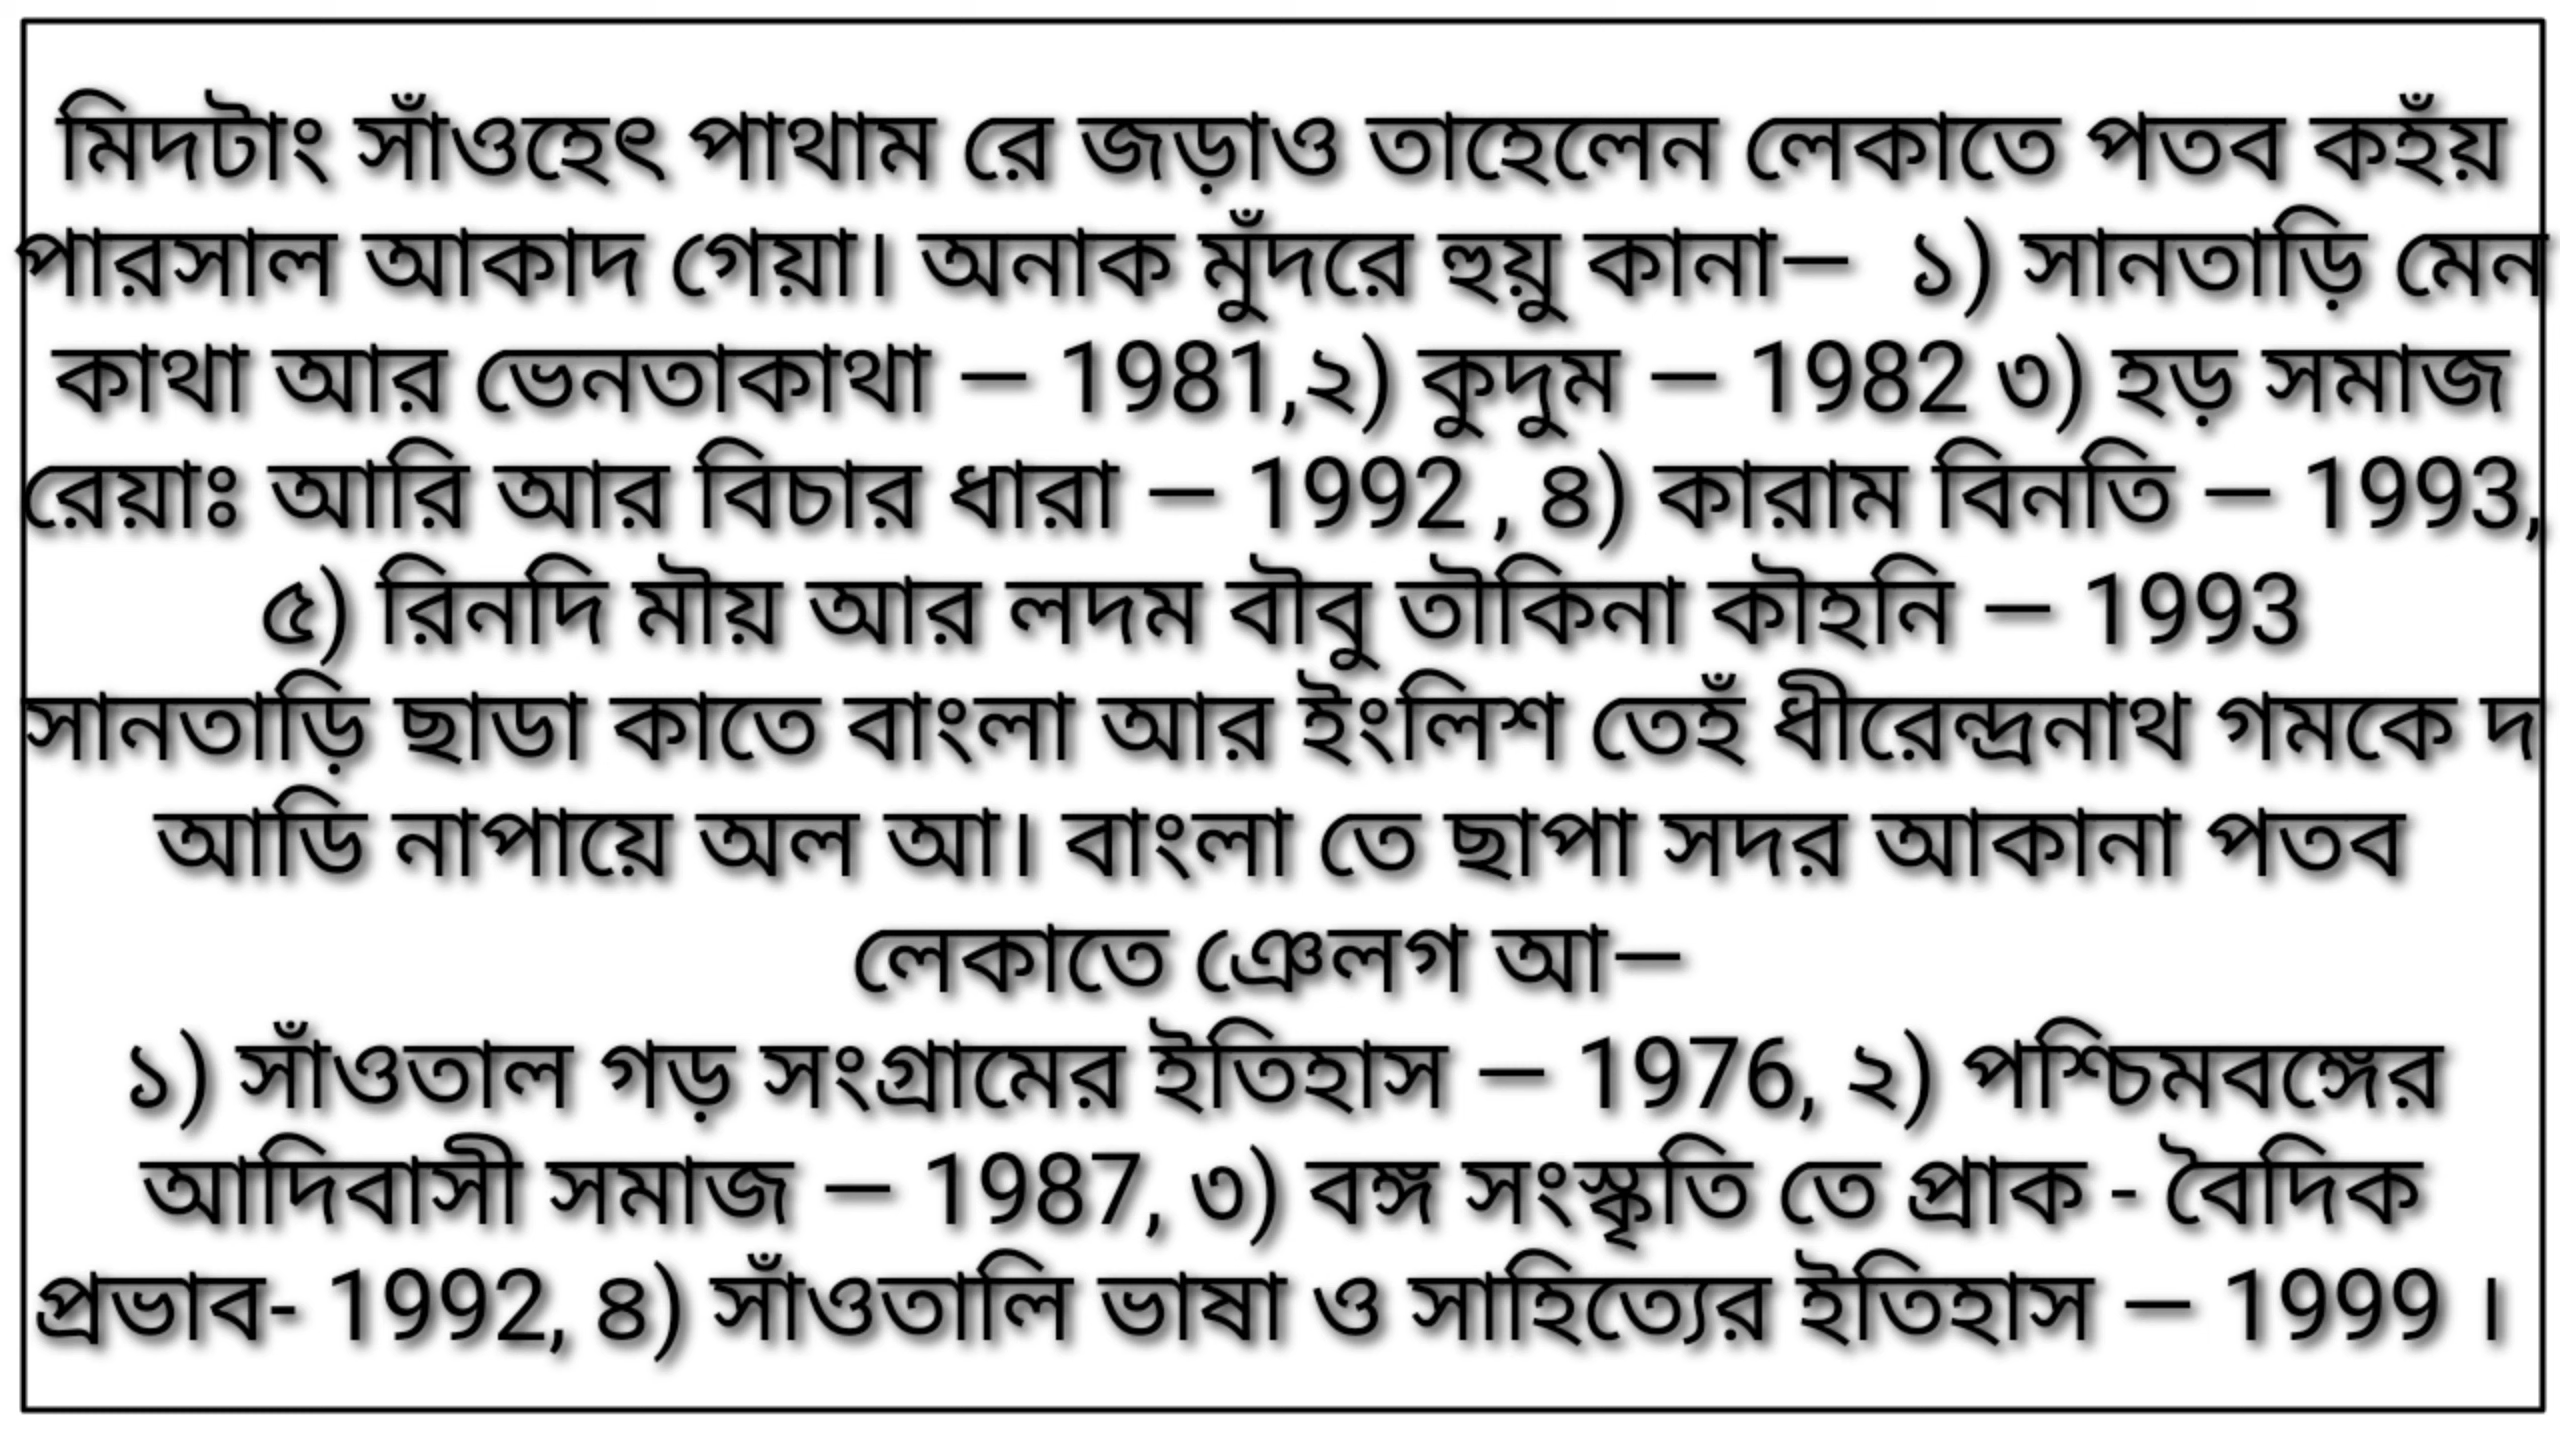 মিদটাং সাঁওহেৎ পাথাম রে জড়াও তাহেলেন লেকাতে পতব কহঁয়
পারসাল আকাদ গেয়া। অনাক মুঁদরে হুয়ু কানা— ১) সানতাড়ি মেন
কাথা আর ভেনতাকাথা — 1981,২) কুদুম — 1982 ৩) হড় সমাজ
রেয়াঃ আরি আর বিচার ধারা — 1992 , ৪) কারাম বিনতি — 1993,
৫) রিনদি মৗয় আর লদম বৗবু তৗকিনা কৗহনি — 1993
সানতাড়ি ছাডা কাতে বাংলা আর ইংলিশ তেহঁ ধীরেন্দ্রনাথ গমকে দ
আডি নাপায়ে অল আ। বাংলা তে ছাপা সদর আকানা পতব
লেকাতে ঞেলগ আ—
১) সাঁওতাল গড় সংগ্রামের ইতিহাস — 1976, ২) পশ্চিমবঙ্গের
আদিবাসী সমাজ — 1987, ৩) বঙ্গ সংস্কৃতি তে প্রাক - বৈদিক
প্রভাব- 1992, ৪) সাঁওতালি ভাষা ও সাহিত্যের ইতিহাস — 1999 ।